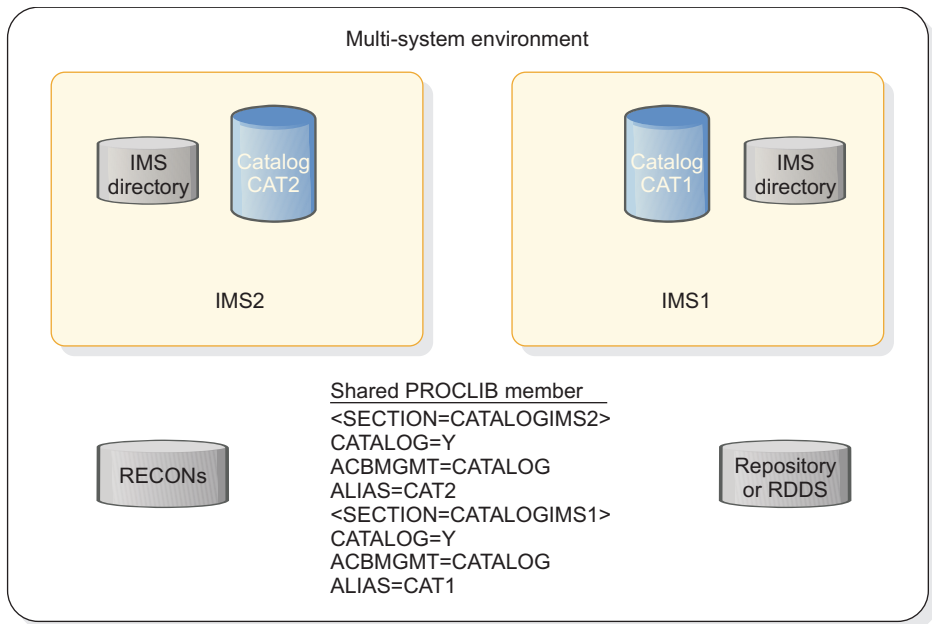 Multi-system environment
IMS
directory
Catalog
CAT2
IMS2
Catalog
CAT1
IMS
directory
IMS1
RECONs
Shared PROCLIB member
<SECTION=CATALOGIMS2>
CATALOG=Y
ACBMGMT=CATALOG
ALIAS=CAT2
<SECTION=CATALOGIMS1>
CATALOG=Y
ACBMGMT=CATALOG
ALIAS=CAT1
Repository
or RDDS